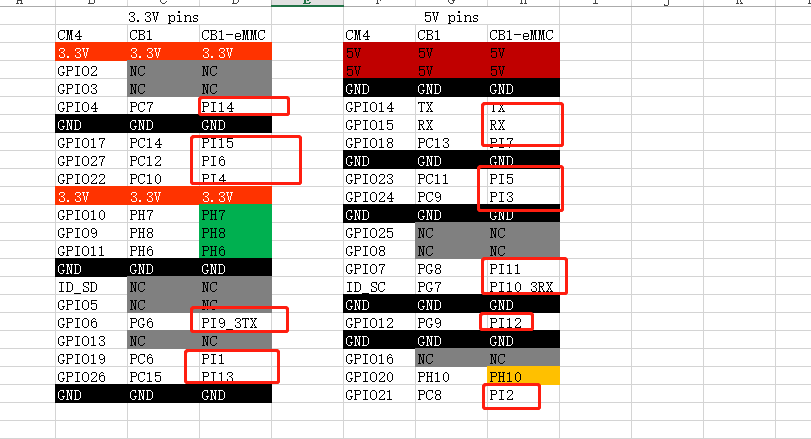 A B C D E F G H I J K L
3.3V pins 5V pins
CM4 CB1 CB1-eMMC CM4 CB1 CB1-eMMC
3.3V 3.3V 3.3V 5V 5V 5V
GPIO2 NC NC 5V 5V 5V
GPIO3 NC NC GND GND GND
GPIO4 PC7 PI14 GPIO14 TX TX
GND GND GND GPIO15 RX RX
GPIO17 PC14 PI15 GPIO18 PC13 PI7
GPIO27 PC12 PI6 GND GND GND
GPIO22 PC10 PI4 GPIO23 PC11 PI5
3.3V 3.3V 3.3V GPIO24 PC9 PI3
GPIO10 PH7 PH7 GND GND GND
GPIO9 PH8 PH8 GPIO25 NC NC
GPIO11 PH6 PH6 GPIO8 NC NC
GND GND GND GPIO7 PG8 PI11
ID_SD NC NC ID_SC PG7 PI10_3RX
GPIO5 NC NC GND GND GND
GPIO6 PG6 PI9_3TX GPIO12 PG9 PI12
GPIO13 NC NC GND GND GND
GPIO19 PC6 PI1 GPIO16 NC NC
GPIO26 PC15 PI13 GPIO20 PH10 PH10
GND GND GND GPIO21 PC8 PI2